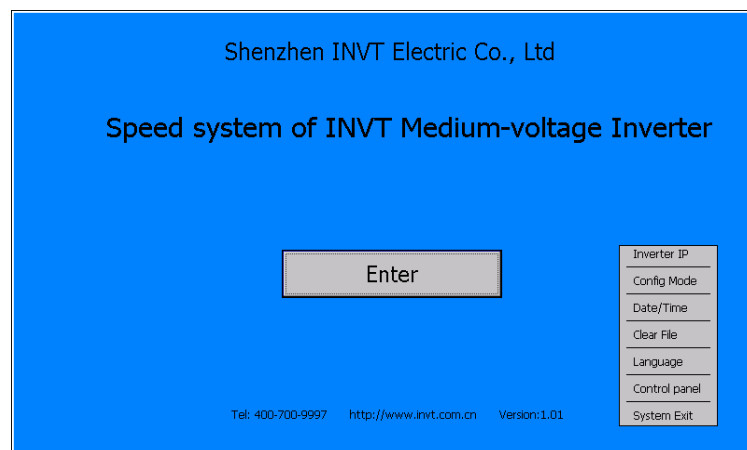 Shenzhen INVT Electric Co., Ltd
Speed system of INVT Medium-voltage Inverter
Enter
Inverter IP
Config Mode
Date/Time
Clear File
Language
Control panel
System Exit
Tel: 400-700-9997 http://www.invt.com.cn Version:1.01